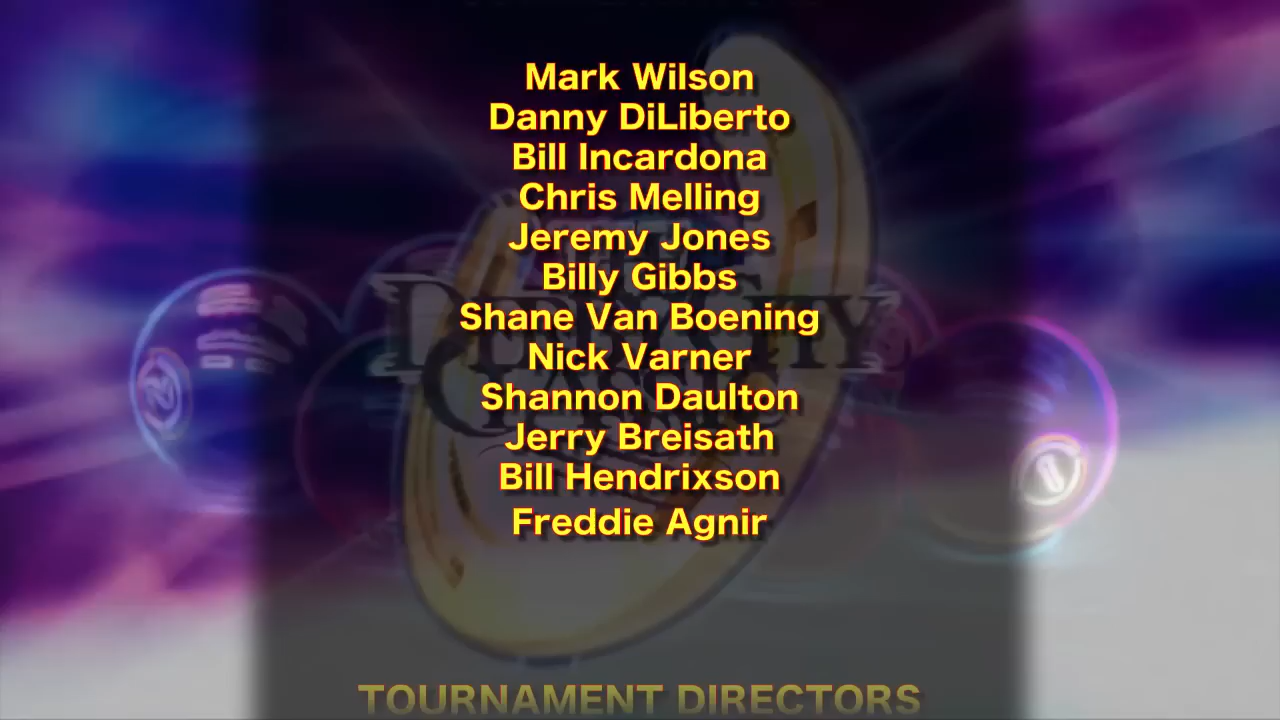 Mark Wilson
Danny DiLiberto
Bill Incardona
Chris Melling
Jeremy Jones
Billy Gibbs
Shane Van Boening
Nick Varner
Shannon Daulton
Jerry Breisath
Bill Hendrixson
Freddie Agnir
TOURNAMENT DIRECTORS